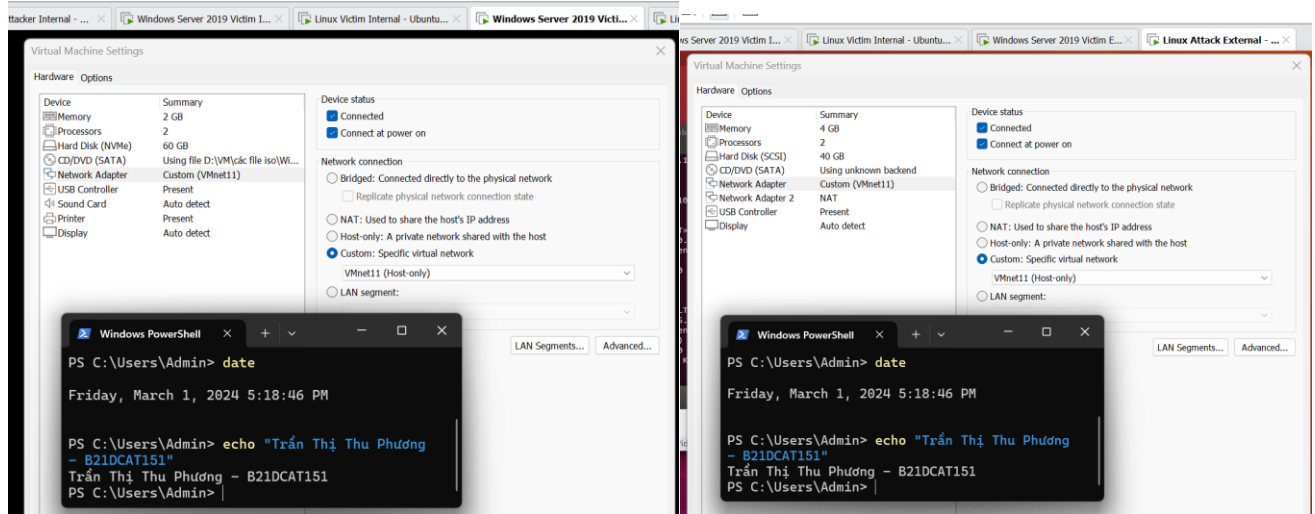 ttacker Internal - ...
Windows Server 2019 Victim I...
Linux Victim Internal - Ubuntu...
Windows Server 2019 Victi...
Virtual Machine Settings
Hardware Options
Device Summary
Memory 2 GB
Processors 2
Hard Disk (NVMe) 60 GB
CD/DVD (SATA) Using file D:\VM\các file iso\Wi...
Network Adapter Custom (VMnet11)
USB Controller Present
Sound Card Auto detect
Printer Present
Display Auto detect
Device status
Connected
Connect at power on
Network connection
Bridged: Connected directly to the physical network
Replicate physical network connection state
NAT: Used to share the host's IP address
Host-only: A private network shared with the host
Custom: Specific virtual network
VMnet11 (Host-only)
LAN segment:
LAN Segments... Advanced...
Windows PowerShell
PS C:\Users\Admin> date
Friday, March 1, 2024 5:18:46 PM
PS C:\Users\Admin> echo "Trần Thị Thu Phương
– B21DCAT151"
Trần Thị Thu Phương – B21DCAT151
PS C:\Users\Admin>
vs Server 2019 Victim I...
Linux Victim Internal - Ubuntu...
Windows Server 2019 Victim E...
Linux Attack External - ...
Virtual Machine Settings
Hardware Options
Device Summary
Memory 4 GB
Processors 2
Hard Disk (SCSI) 40 GB
CD/DVD (SATA) Using unknown backend
Network Adapter Custom (VMnet11)
Network Adapter 2 NAT
USB Controller Present
Display Auto detect
Device status
Connected
Connect at power on
Network connection
Bridged: Connected directly to the physical network
Replicate physical network connection state
NAT: Used to share the host's IP address
Host-only: A private network shared with the host
Custom: Specific virtual network
VMnet11 (Host-only)
LAN segment:
LAN Segments... Advanced...
Windows PowerShell
PS C:\Users\Admin> date
Friday, March 1, 2024 5:18:46 PM
PS C:\Users\Admin> echo "Trần Thị Thu Phương
– B21DCAT151"
Trần Thị Thu Phương – B21DCAT151
PS C:\Users\Admin>